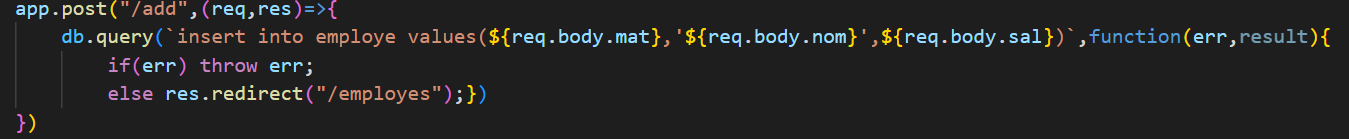 app.post("/add",(req,res)=>{
db.query(`insert into employe values(${req.body.mat},'${req.body.nom}',${req.body.sal})`,function(err,result){
if(err) throw err;
else res.redirect("/employes");})
})